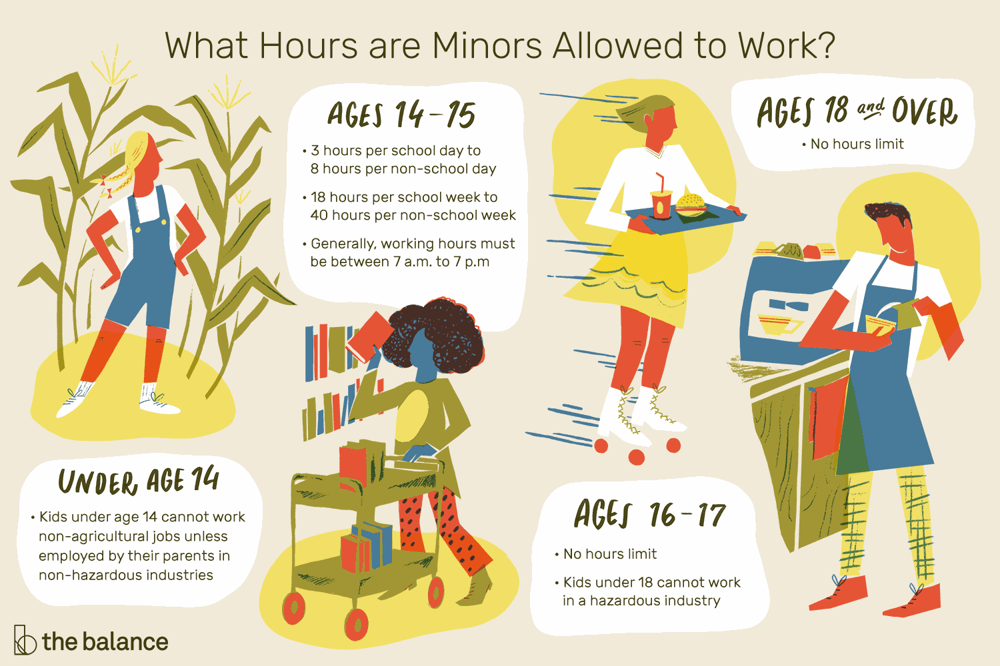 What Hours are Minors Allowed to Work?
AGES 14-15
• 3 hours per school day to
8 hours per non-school day
• 18 hours per school week to
40 hours per non-school week
• Generally, working hours must
be between 7 a.m. to 7 p.m
AGES 18 and OVER
• No hours limit
UNDER AGE 14
• Kids under age 14 cannot work
non-agricultural jobs unless
employed by their parents in
non-hazardous industries
AGES 16-17
• No hours limit
• Kids under 18 cannot work
in a hazardous industry
the balance